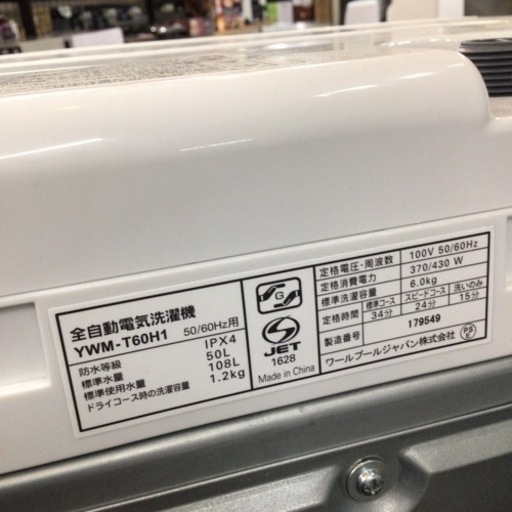 全自動電気洗濯機
YWM-T60H1 50/60Hz用
防水等級 IPX4
標準水量 50L
標準使用水量 108L
ドライコース時の洗濯容量 1.2kg
G
S
JET
1628
Made in China
定格電圧・周波数 100V 50/60Hz
定格消費電力 370/430 W
標準洗濯容量 6.0kg
定格時間 標準コース スピードコース 洗いのみ
34分 24分 15分
製造番号 179549
ワールプールジャパン株式会社 PSE